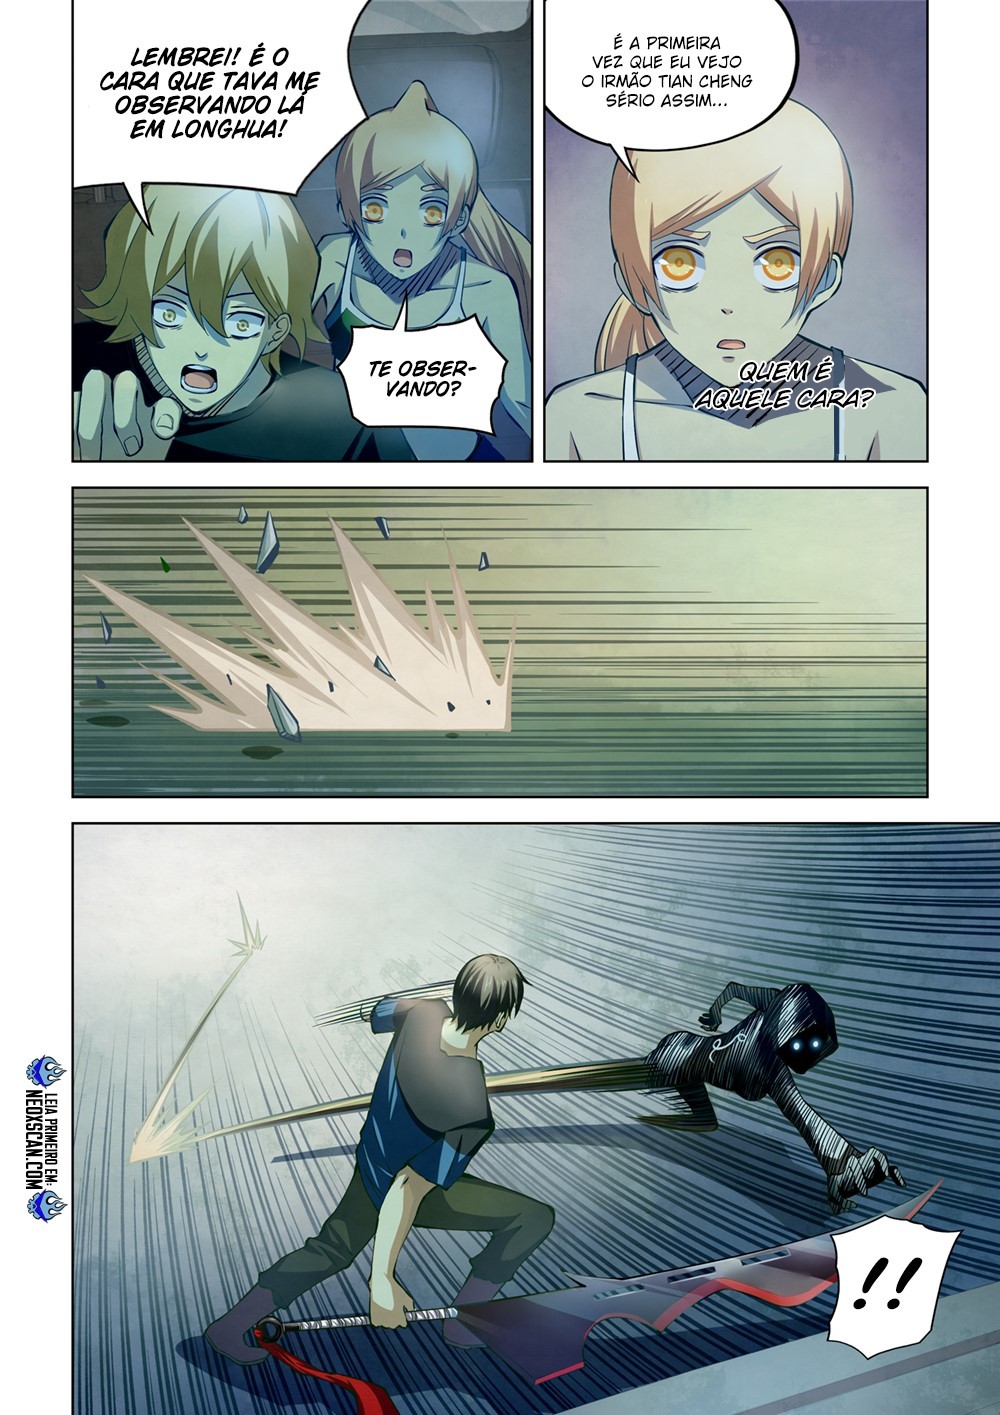 LEMBREI! É O
CARA QUE TAVA ME
OBSERVANDO LÁ
EM LONGHUA!
TE OBSER-
VANDO?
É A PRIMEIRA
VEZ QUE EU VEJO
O IRMÃO TIAN CHENG
SÉRIO ASSIM...
QUEM É
AQUELE CARA?
LEIA PRIMEIRO EM:
NEOXSCAN.COM
!!